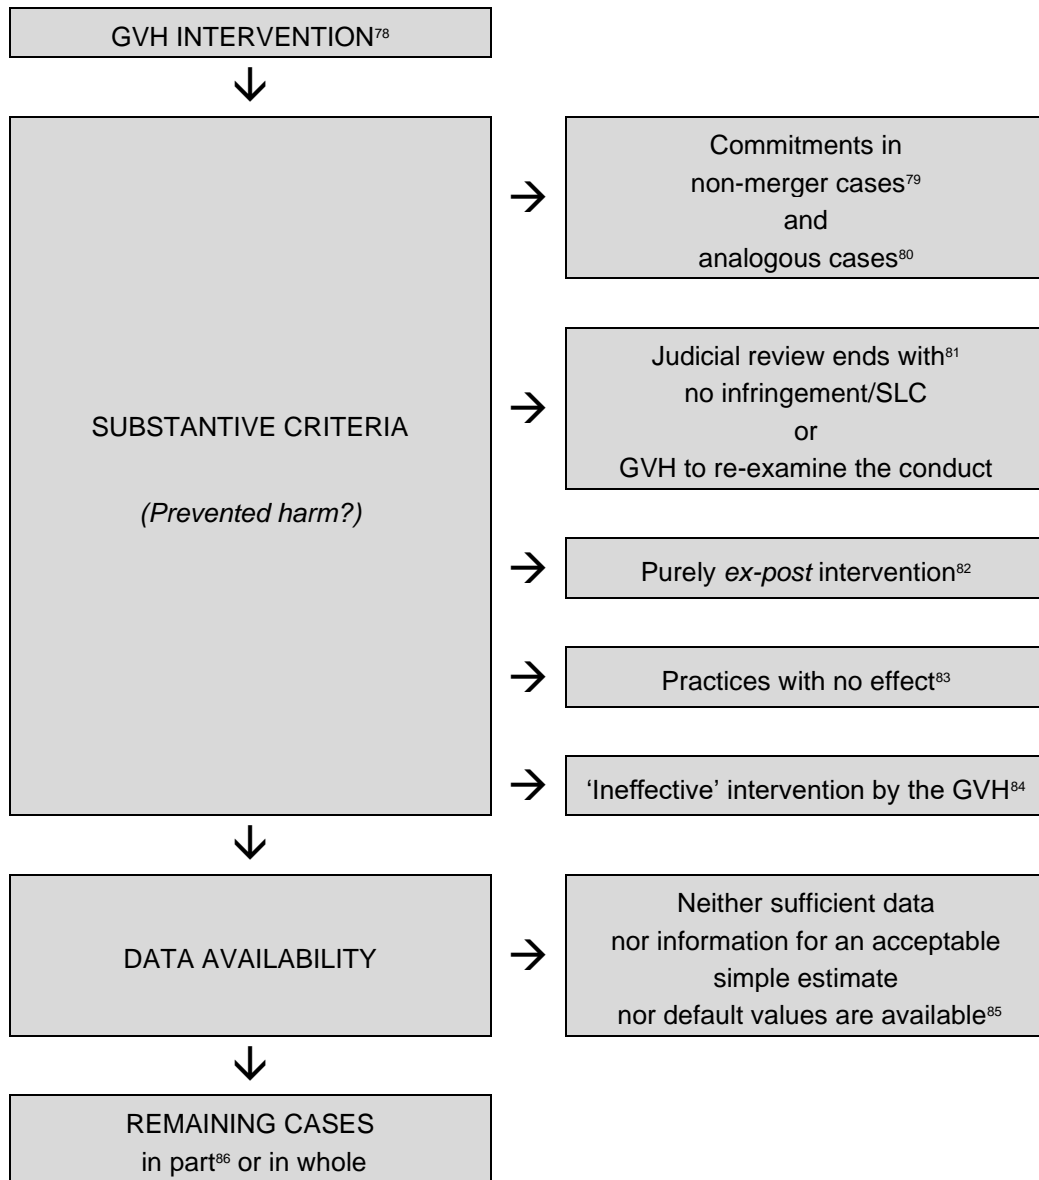 GVH INTERVENTION⁷⁸
↓
SUBSTANTIVE CRITERIA
(Prevented harm?)
→
Commitments in
non-merger cases⁷⁹
and
analogous cases⁸⁰
→
Judicial review ends with⁸¹
no infringement/SLC
or
GVH to re-examine the conduct
→
Purely ex-post intervention⁸²
→
Practices with no effect⁸³
→
‘Ineffective’ intervention by the GVH⁸⁴
↓
DATA AVAILABILITY
→
Neither sufficient data
nor information for an acceptable
simple estimate
nor default values are available⁸⁵
↓
REMAINING CASES
in part⁸⁶ or in whole